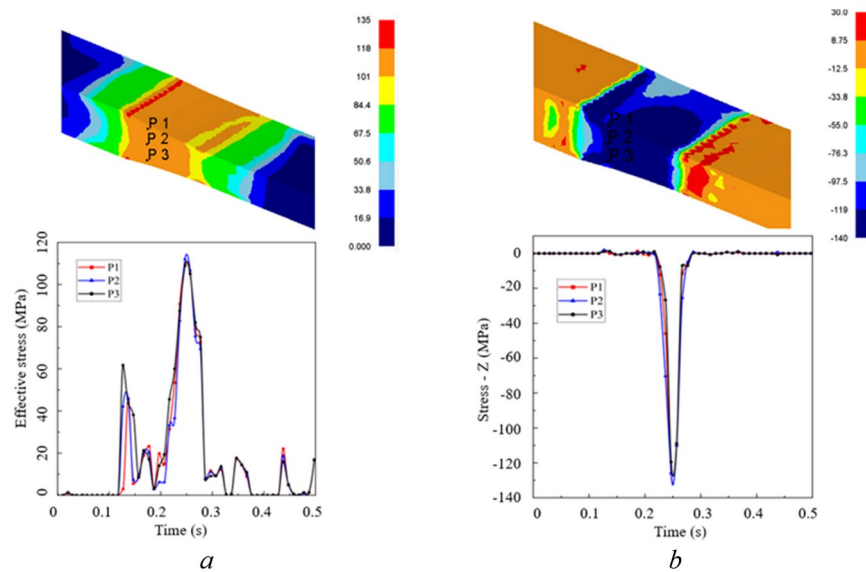 135
118
101
84.4
67.5
50.6
33.8
16.9
0.000
P 1
P 2
P 3
30.0
8.75
-12.5
-33.8
-55.0
-76.3
-97.5
-119
-140
P 1
P 2
P 3
Effective stress (MPa)
120
100
80
60
40
20
0
P1
P2
P3
0 0.1 0.2 0.3 0.4 0.5
Time (s)
a
Stress - Z (MPa)
0
-20
-40
-60
-80
-100
-120
-140
P1
P2
P3
0 0.1 0.2 0.3 0.4 0.5
Time (s)
b